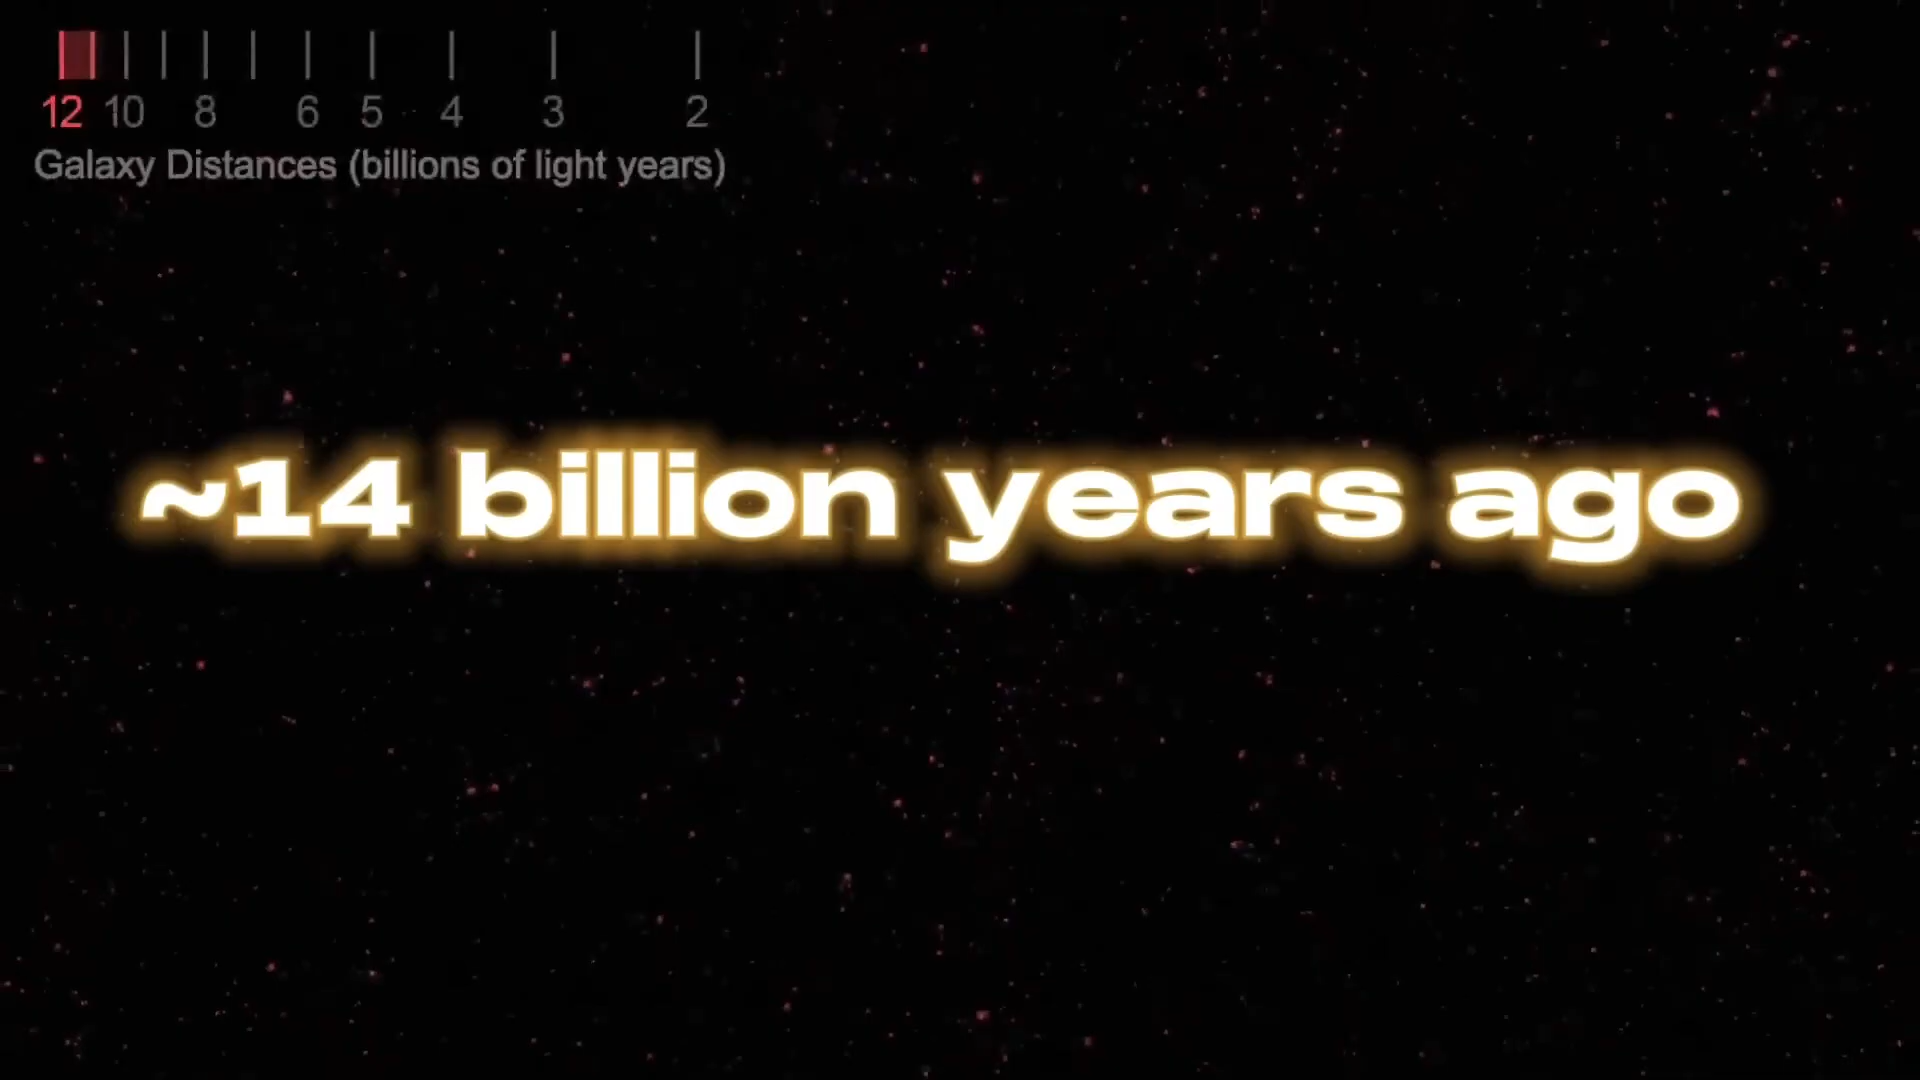 12 10 8 6 5 4 3 2
Galaxy Distances (billions of light years)
~14 billion years ago